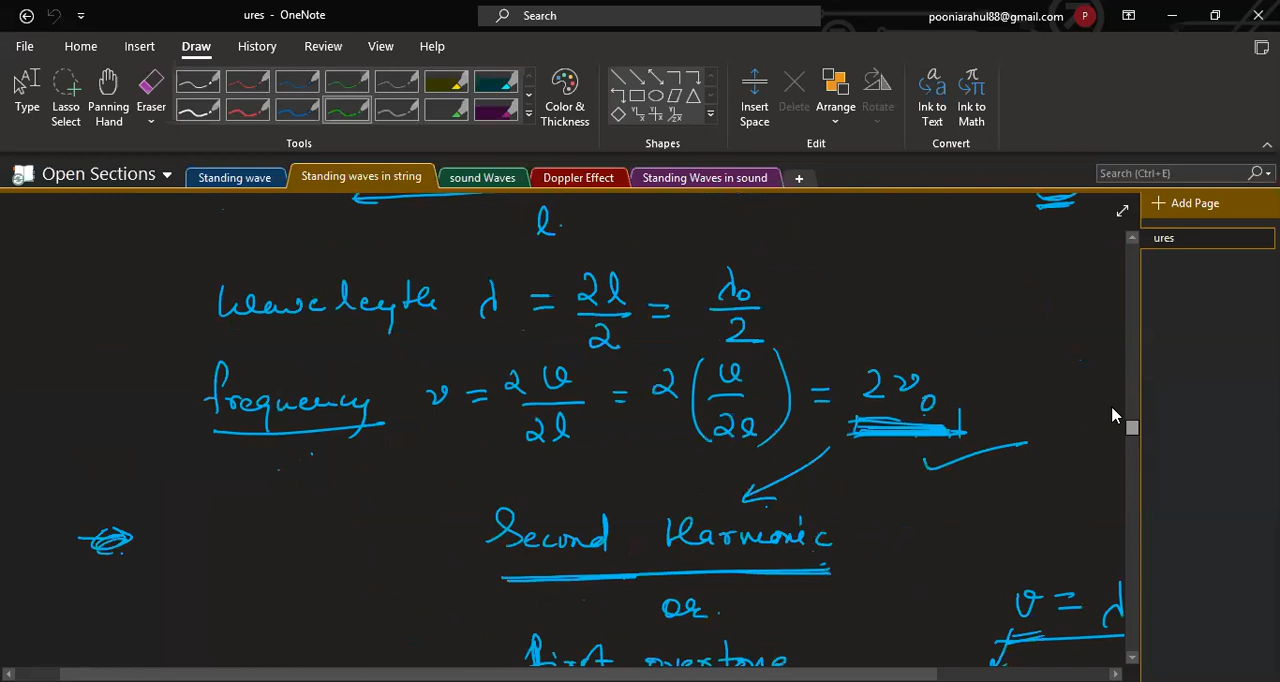 ures - OneNote
Search
pooniarahul88@gmail.com
P
File Home Insert Draw History Review View Help
Type
Lasso Select
Panning Hand
Eraser
Color & Thickness
Insert Space
Delete
Arrange
Rotate
Ink to Text
Ink to Math
Tools
Shapes
Edit
Convert
Open Sections
Standing wave
Standing waves in string
sound Waves
Doppler Effect
Standing Waves in sound
Search (Ctrl+E)
Add Page
ures
l
Wavelength λ = 2l/2 = λ₀/2
frequency ν = 2v/2l = 2(v/2l) = 2ν₀
Second Harmonic
or
First overtone
v = λ